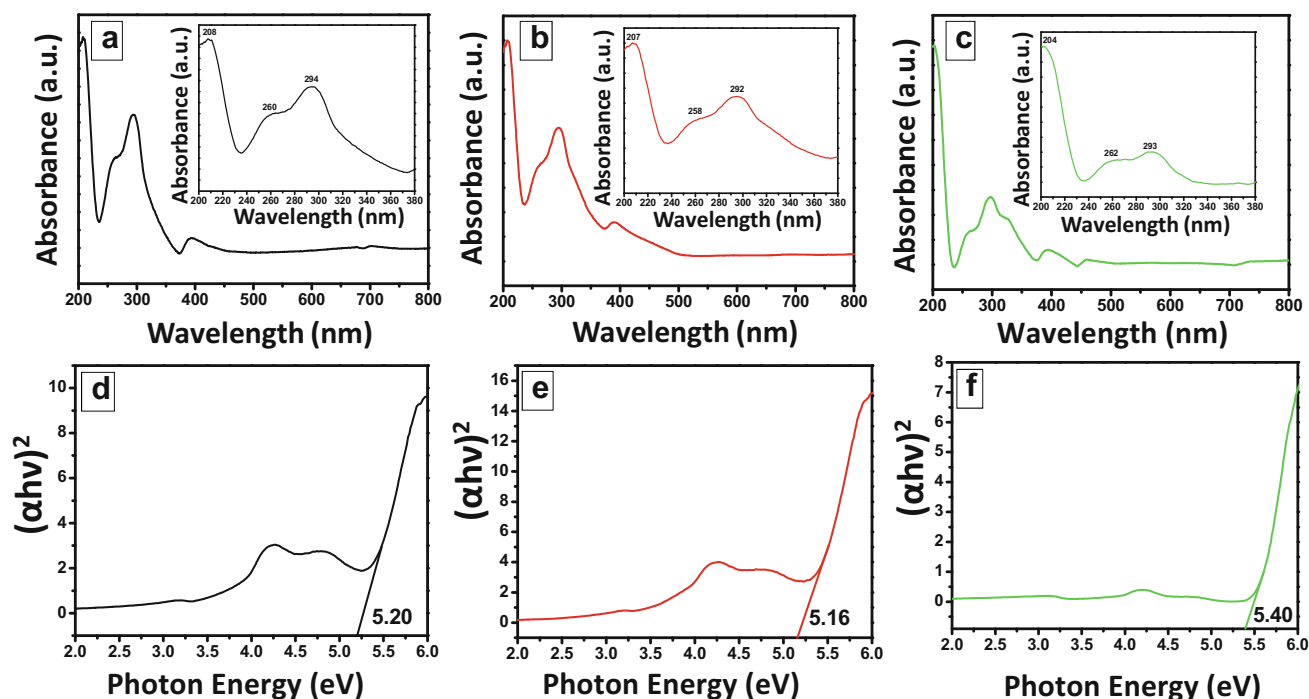 a
Absorbance (a.u.)
200 300 400 500 600 700 800
Wavelength (nm)
208
260
294
Absorbance (a.u.)
200 220 240 260 280 300 320 340 360 380
Wavelength (nm)
b
Absorbance (a.u.)
200 300 400 500 600 700 800
Wavelength (nm)
207
258
292
Absorbance (a.u.)
200 220 240 260 280 300 320 340 360 380
Wavelength (nm)
c
Absorbance (a.u.)
200 300 400 500 600 700 800
Wavelength (nm)
204
262
293
Absorbance (a.u.)
200 220 240 260 280 300 320 340 360 380
Wavelength (nm)
d
(αhν)²
10
8
6
4
2
0
5.20
2.0 2.5 3.0 3.5 4.0 4.5 5.0 5.5 6.0
Photon Energy (eV)
e
(αhν)²
16
14
12
10
8
6
4
2
0
5.16
2.0 2.5 3.0 3.5 4.0 4.5 5.0 5.5 6.0
Photon Energy (eV)
f
(αhν)²
8
7
6
5
4
3
2
1
0
5.40
2.0 2.5 3.0 3.5 4.0 4.5 5.0 5.5 6.0
Photon Energy (eV)